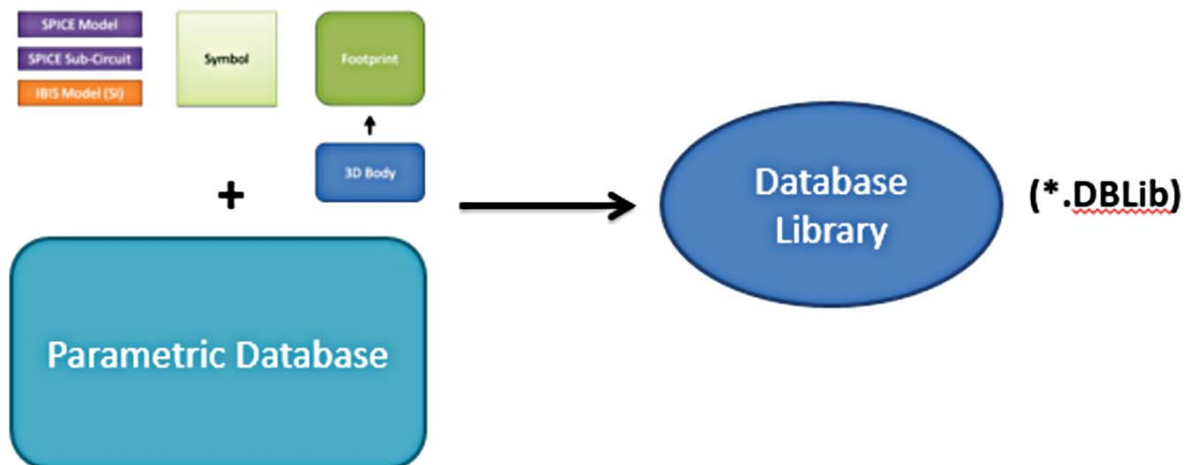 SPICE Model
SPICE Sub-Circuit
IBIS Model (SI)
Symbol
Footprint
3D Body
+
Parametric Database
Database
Library
(*.DBLib)